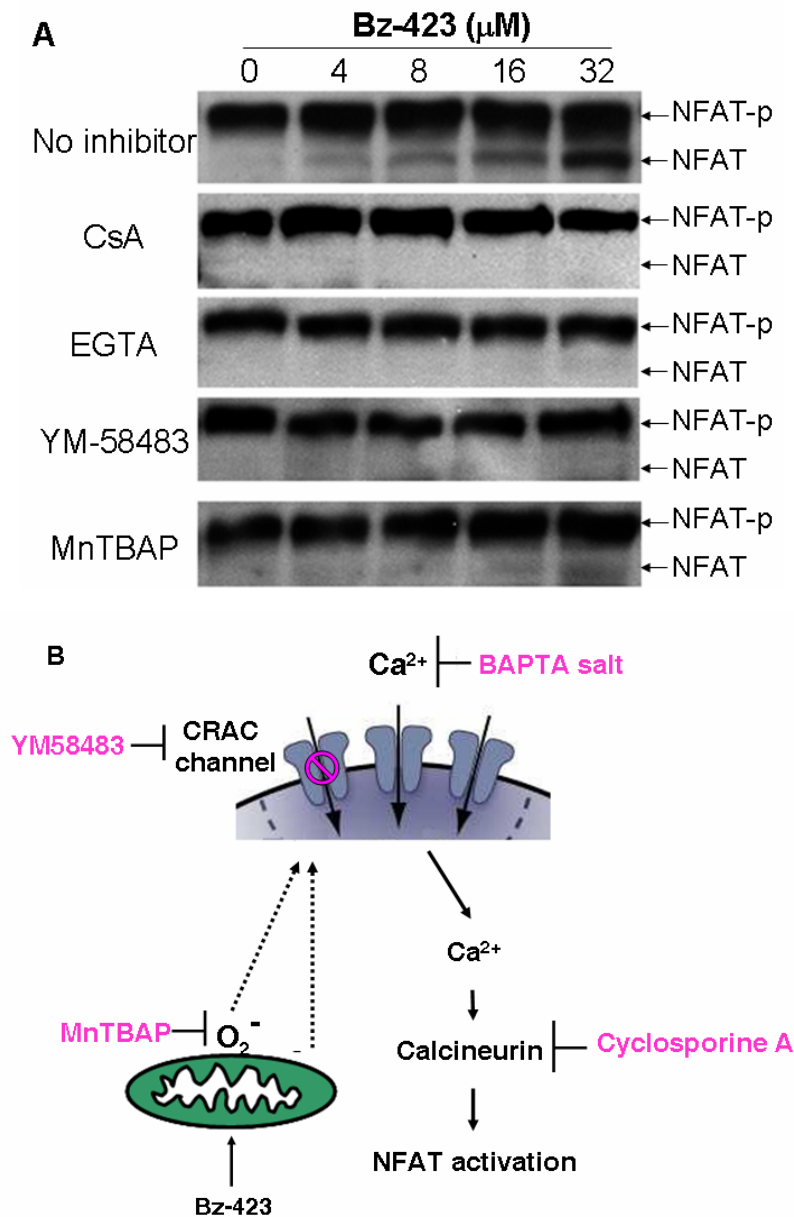 A
Bz-423 (μM)
0 4 8 16 32
No inhibitor
NFAT-p
NFAT
CsA
NFAT-p
NFAT
EGTA
NFAT-p
NFAT
YM-58483
NFAT-p
NFAT
MnTBAP
NFAT-p
NFAT
B
Ca²⁺
BAPTA salt
YM58483
CRAC
channel
Ca²⁺
MnTBAP
O₂⁻
Calcineurin
Cyclosporine A
NFAT activation
Bz-423